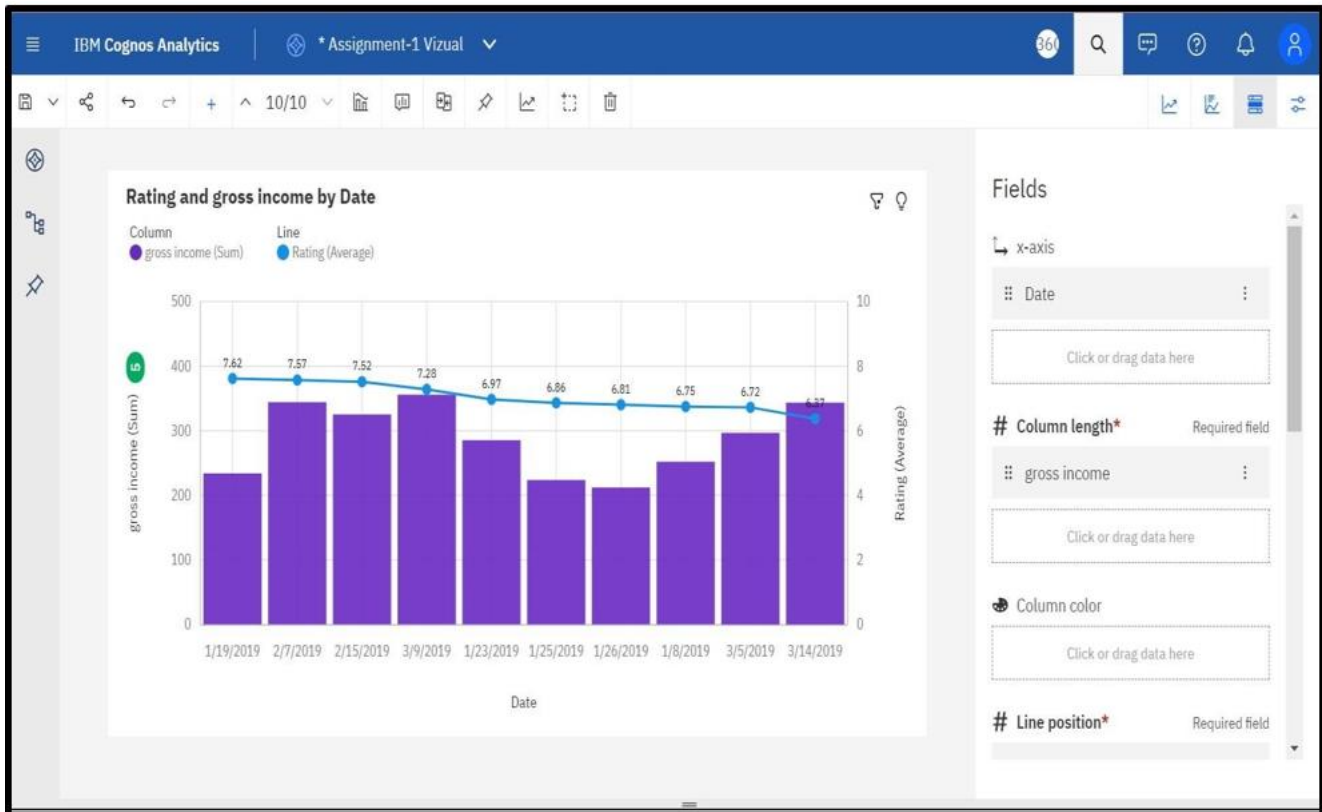 IBM Cognos Analytics
* Assignment-1 Vizual
360
10/10
Rating and gross income by Date
Column
gross income (Sum)
Line
Rating (Average)
500
400
300
200
100
0
gross income (Sum)
5
7.62
7.57
7.52
7.28
6.97
6.86
6.81
6.75
6.72
6.37
10
8
6
4
2
0
Rating (Average)
1/19/2019 2/7/2019 2/15/2019 3/9/2019 1/23/2019 1/25/2019 1/26/2019 1/8/2019 3/5/2019 3/14/2019
Date
Fields
x-axis
Date
Click or drag data here
# Column length* Required field
gross income
Click or drag data here
Column color
Click or drag data here
# Line position* Required field